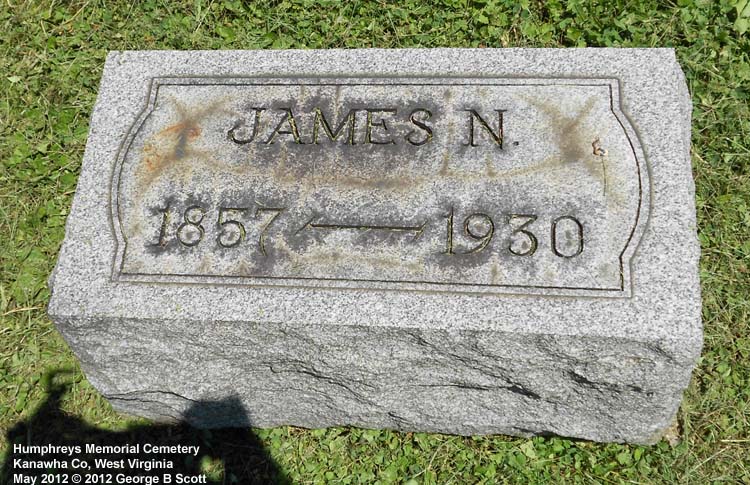 JAMES N.
1857 — 1930
Humphreys Memorial Cemetery
Kanawha Co, West Virginia
May 2012 © 2012 George B Scott